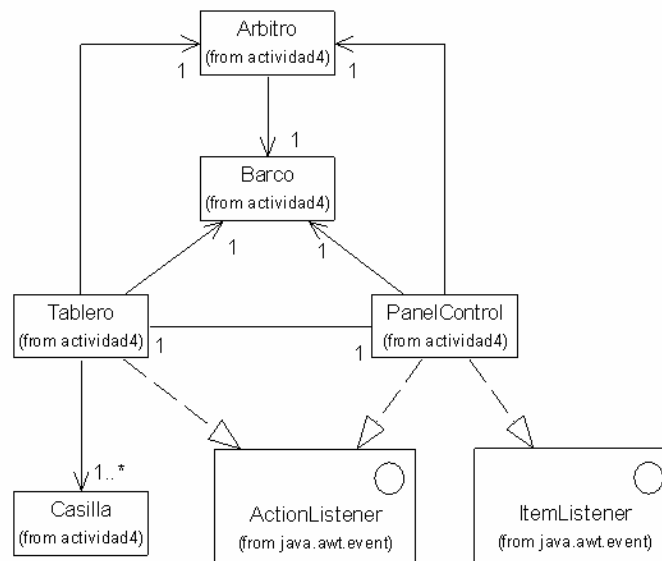 Arbitro
(from actividad4)
1
1
1
Barco
(from actividad4)
1
1
Tablero
(from actividad4)
PanelControl
(from actividad4)
1
1
1..*
Casilla
(from actividad4)
ActionListener
(from java.awt.event)
ItemListener
(from java.awt.event)